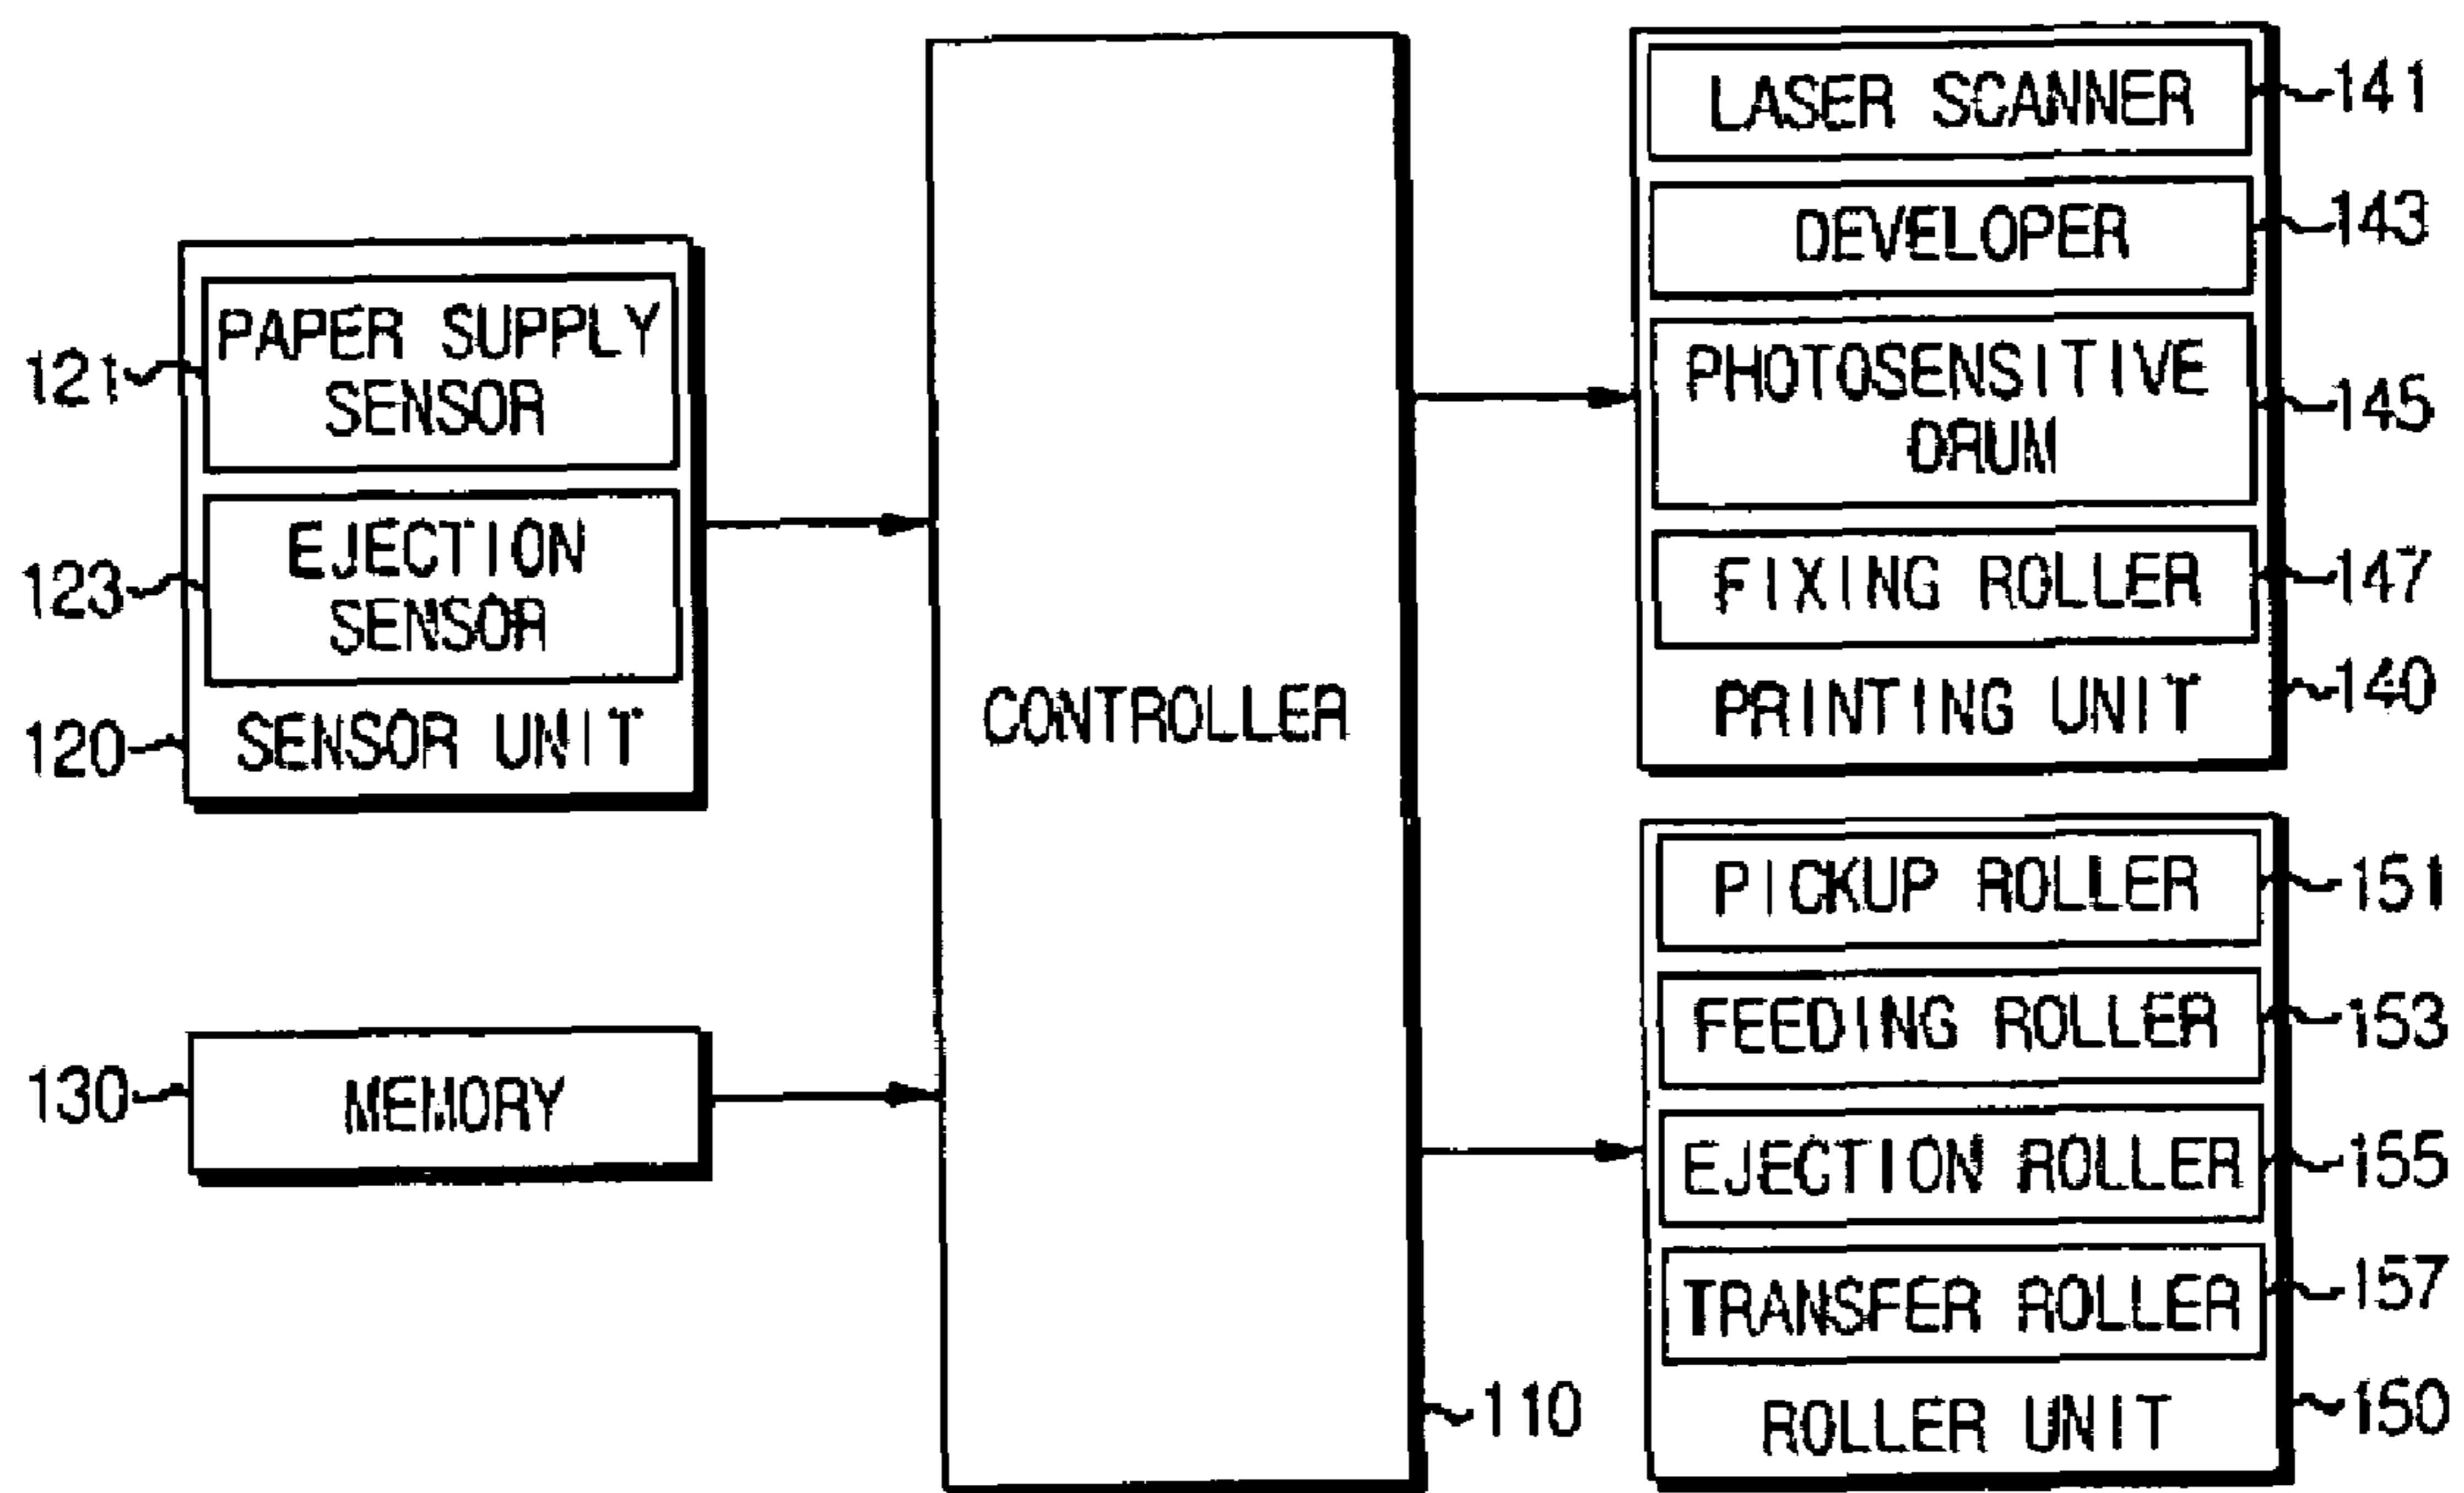 121
PAPER SUPPLY
SENSOR
123
EJECTION
SENSOR
120
SENSOR UNIT
130
MEMORY
CONTROLLER
110
LASER SCANNER
141
DEVELOPER
143
PHOTOSENSITIVE
DRUM
145
FIXING ROLLER
147
PRINTING UNIT
140
PICKUP ROLLER
151
FEEDING ROLLER
153
EJECTION ROLLER
155
TRANSFER ROLLER
157
ROLLER UNIT
150